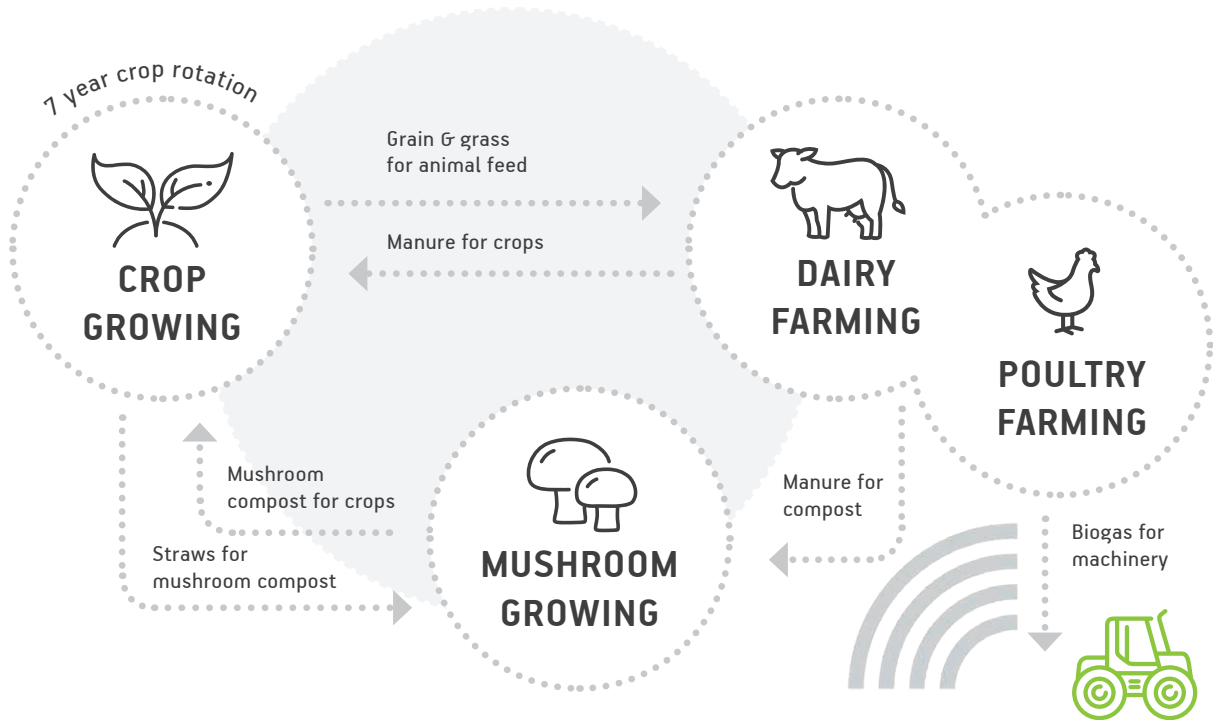 7 year crop rotation
CROP
GROWING
Grain & grass
for animal feed
Manure for crops
DAIRY
FARMING
POULTRY
FARMING
Mushroom
compost for crops
Straws for
mushroom compost
MUSHROOM
GROWING
Manure for
compost
Biogas for
machinery